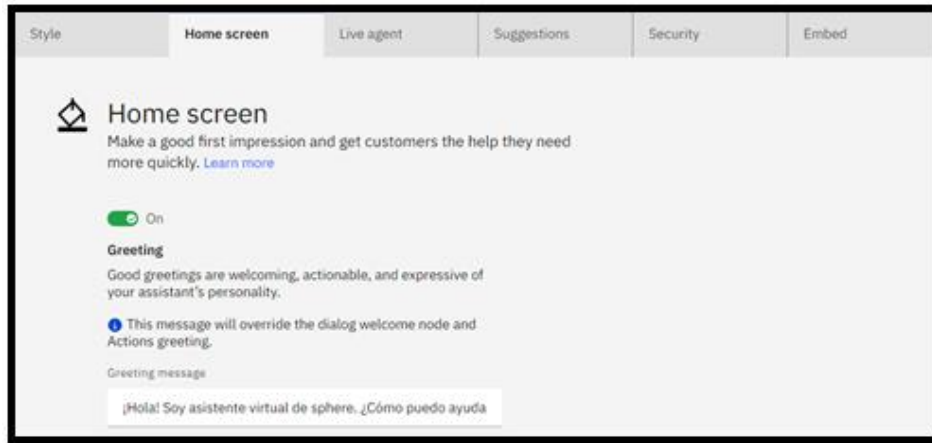 Style Home screen Live agent Suggestions Security Embed
Home screen
Make a good first impression and get customers the help they need
more quickly. Learn more
On
Greeting
Good greetings are welcoming, actionable, and expressive of
your assistant's personality.
This message will override the dialog welcome node and
Actions greeting.
Greeting message
¡Hola! Soy asistente virtual de sphere. ¿Cómo puedo ayuda